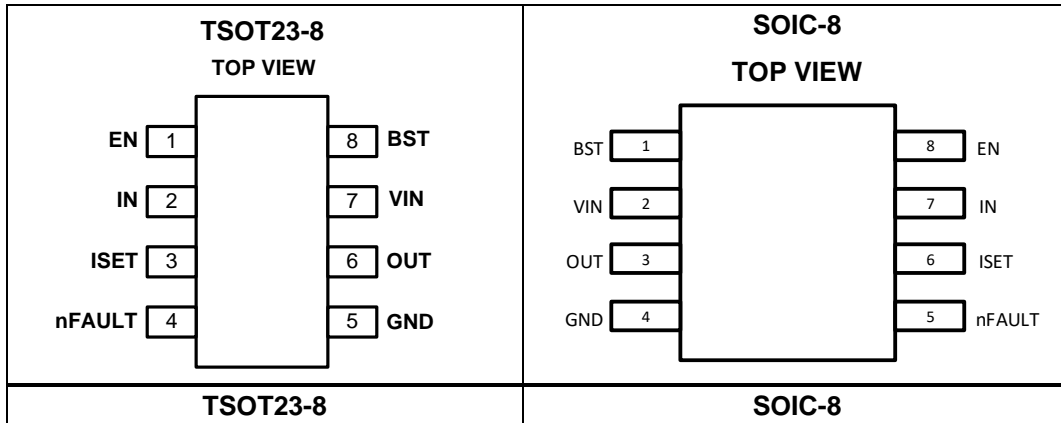 TSOT23-8
TOP VIEW
EN 1 8 BST
IN 2 7 VIN
ISET 3 6 OUT
nFAULT 4 5 GND
SOIC-8
TOP VIEW
BST 1 8 EN
VIN 2 7 IN
OUT 3 6 ISET
GND 4 5 nFAULT
TSOT23-8
SOIC-8